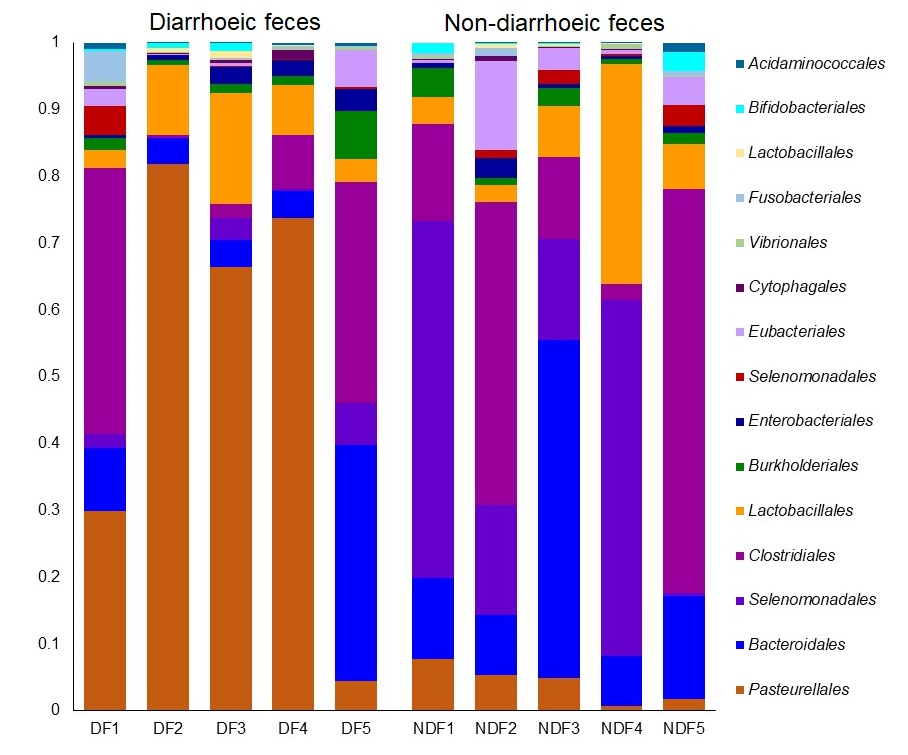 Diarrhoeic feces
Non-diarrhoeic feces
1
0.9
0.8
0.7
0.6
0.5
0.4
0.3
0.2
0.1
0
DF1 DF2 DF3 DF4 DF5 NDF1 NDF2 NDF3 NDF4 NDF5
Acidaminococcales
Bifidobacteriales
Lactobacillales
Fusobacteriales
Vibrionales
Cytophagales
Eubacteriales
Selenomonadales
Enterobacteriales
Burkholderiales
Lactobacillales
Clostridiales
Selenomonadales
Bacteroidales
Pasteurellales